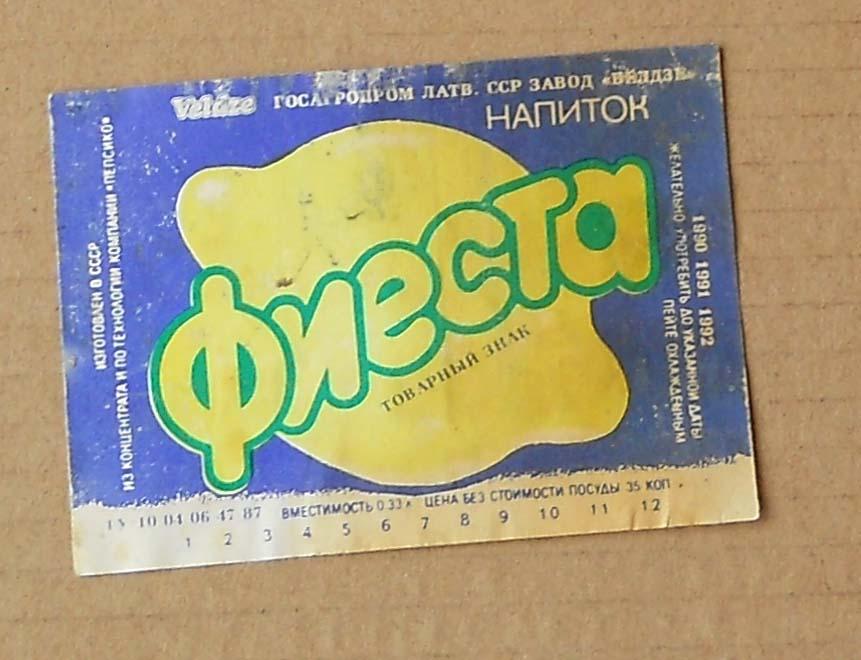 Veldze ГОСАГРОПРОМ ЛАТВ. ССР ЗАВОД «ВЕЛДЗЕ»
НАПИТОК
ИЗГОТОВЛЕН В СССР
ИЗ КОНЦЕНТРАТА И ПО ТЕХНОЛОГИИ КОМПАНИИ "ПЕПСИКО"
Фиеста
ТОВАРНЫЙ ЗНАК
1990 1991 1992
ЖЕЛАТЕЛЬНО УПОТРЕБИТЬ ДО УКАЗАННОЙ ДАТЫ
ПЕЙТЕ ОХЛАЖДЕННЫМ
ТУ 10 04 06 47 87 ВМЕСТИМОСТЬ 0.33 л ЦЕНА БЕЗ СТОИМОСТИ ПОСУДЫ 35 КОП
1 2 3 4 5 6 7 8 9 10 11 12